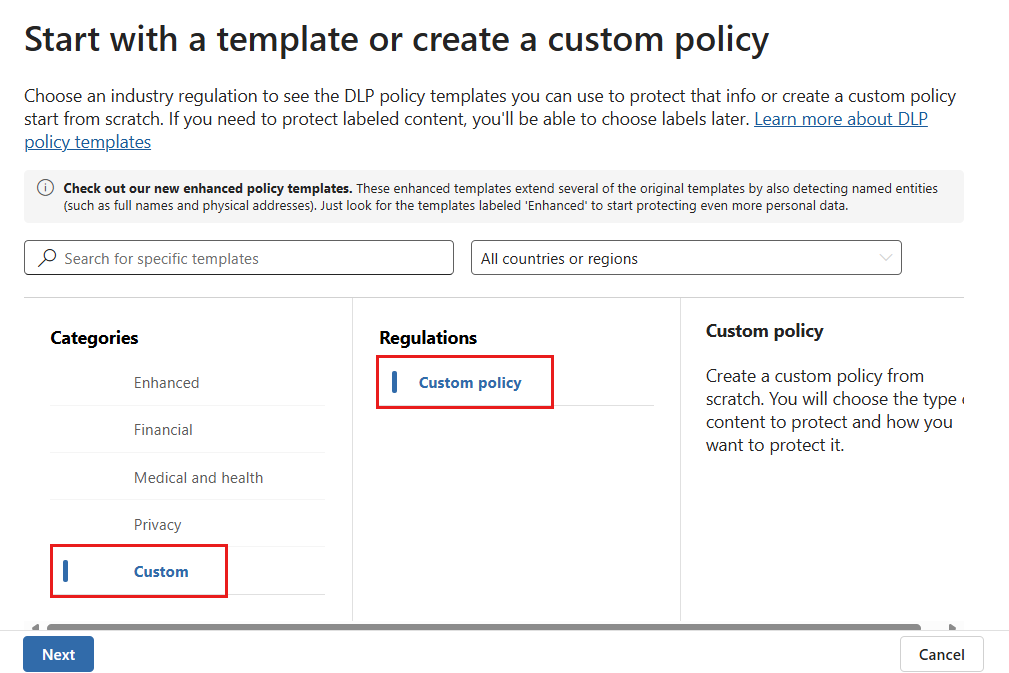 Start with a template or create a custom policy
Choose an industry regulation to see the DLP policy templates you can use to protect that info or create a custom policy
start from scratch. If you need to protect labeled content, you'll be able to choose labels later. Learn more about DLP
policy templates
Check out our new enhanced policy templates. These enhanced templates extend several of the original templates by also detecting named entities
(such as full names and physical addresses). Just look for the templates labeled 'Enhanced' to start protecting even more personal data.
Search for specific templates
All countries or regions
Categories
Enhanced
Financial
Medical and health
Privacy
Custom
Regulations
Custom policy
Custom policy
Create a custom policy from
scratch. You will choose the type
content to protect and how you
want to protect it.
Next
Cancel